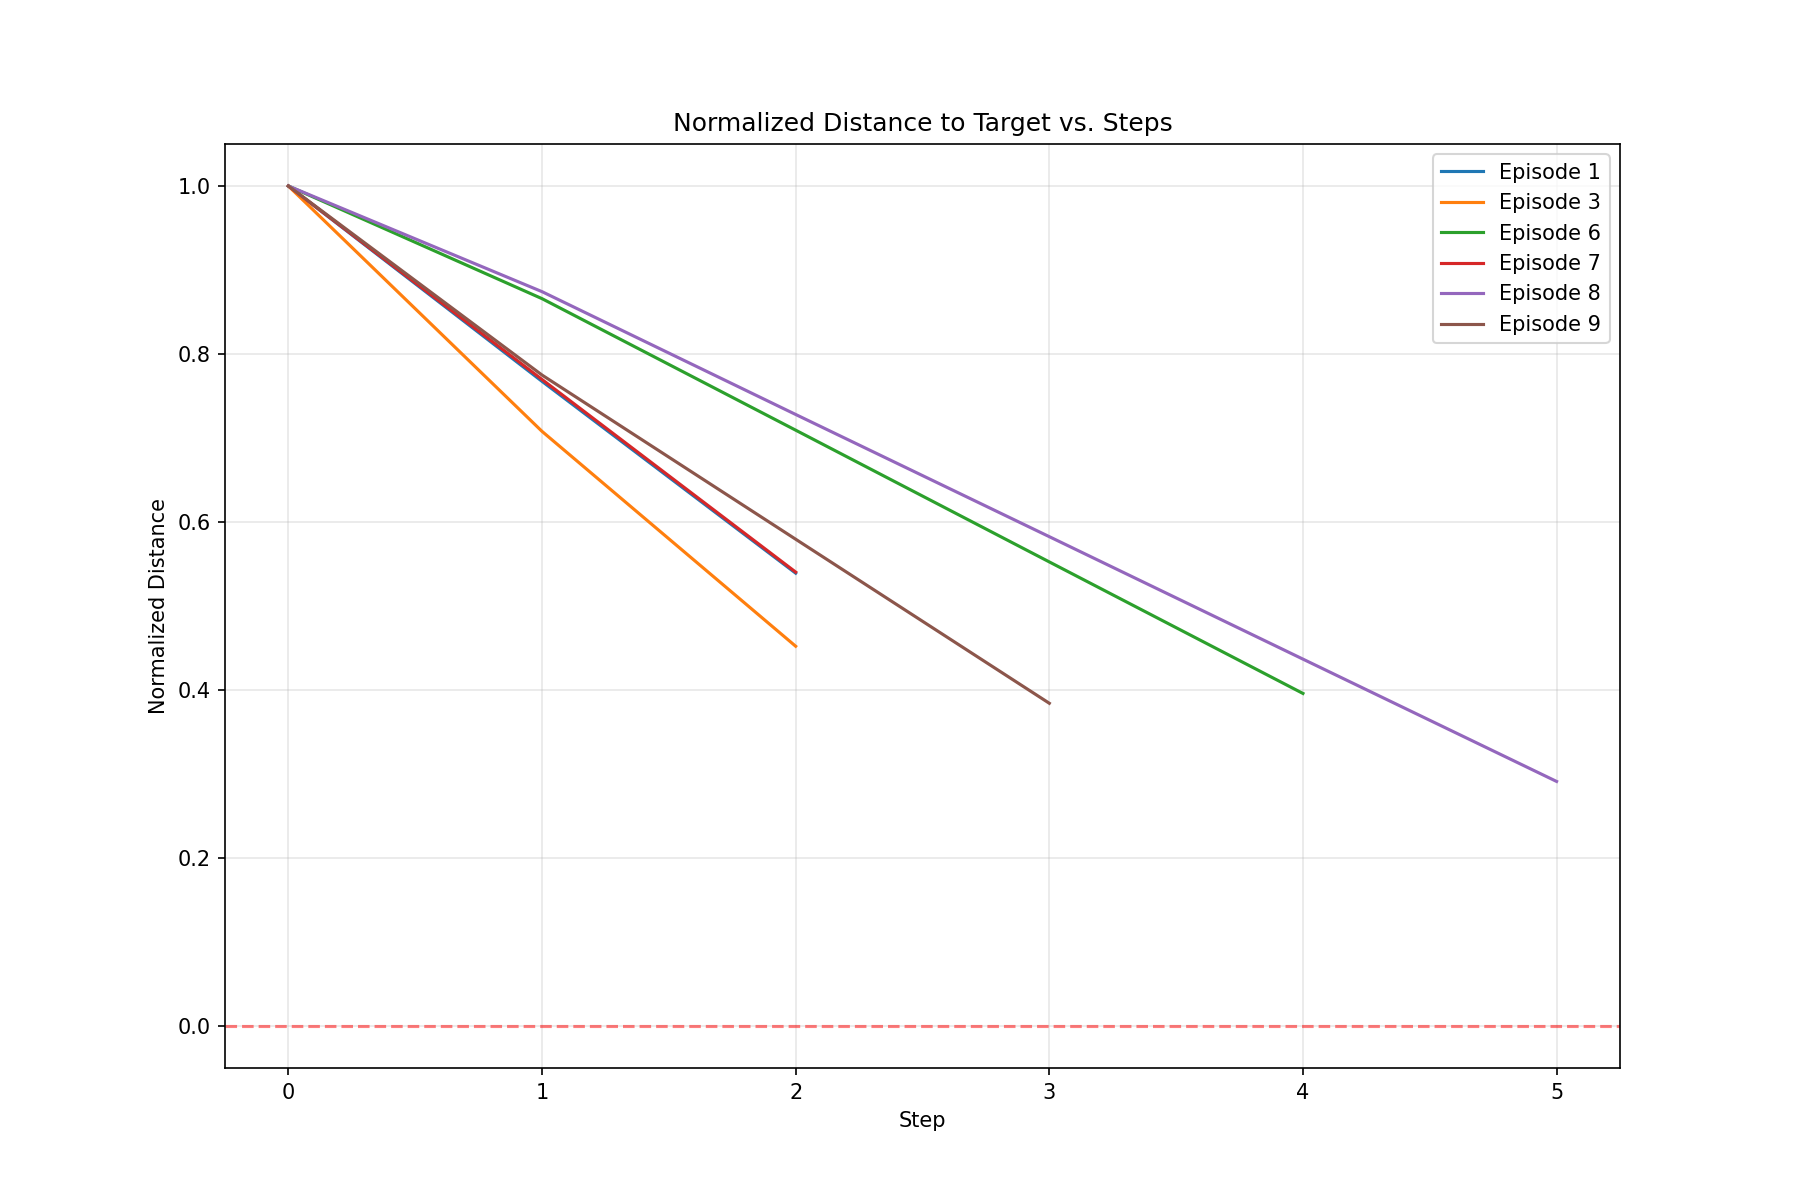 Normalized Distance to Target vs. Steps
Episode 1
Episode 3
Episode 6
Episode 7
Episode 8
Episode 9
1.0
0.8
0.6
0.4
0.2
0.0
Normalized Distance
0 1 2 3 4 5
Step